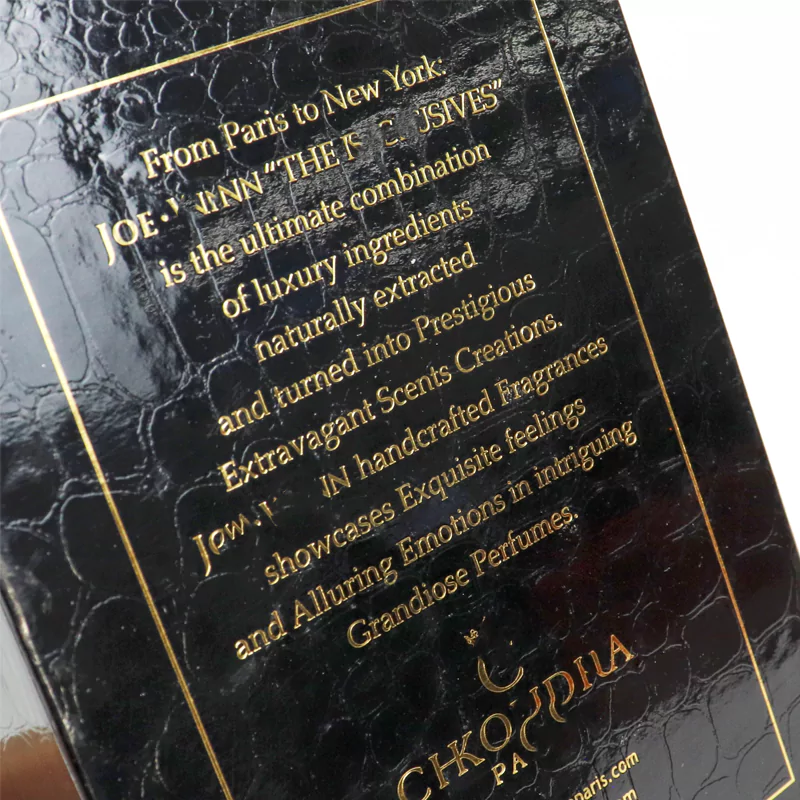 From Paris to New York:
"THE
is the ultimate combination
of luxury ingredients
naturally extracted
and turned into Prestigious
Extravagant Scents Creations.
handcrafted Fragrances
showcases Exquisite feelings
and Alluring Emotions in intriguing
Grandiose Perfumes.